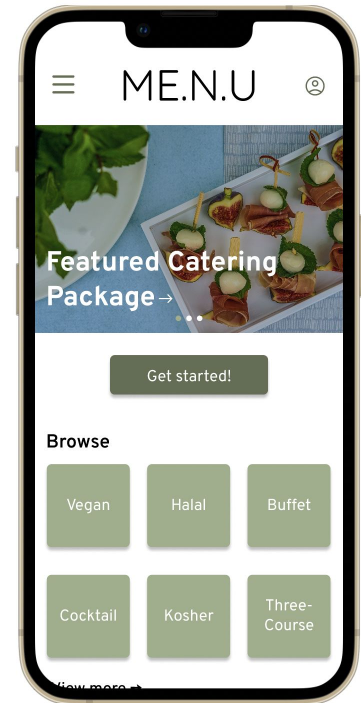 ME.N.U
Featured Catering
Package→
Get started!
Browse
Vegan
Halal
Buffet
Cocktail
Kosher
Three-
Course
View more →